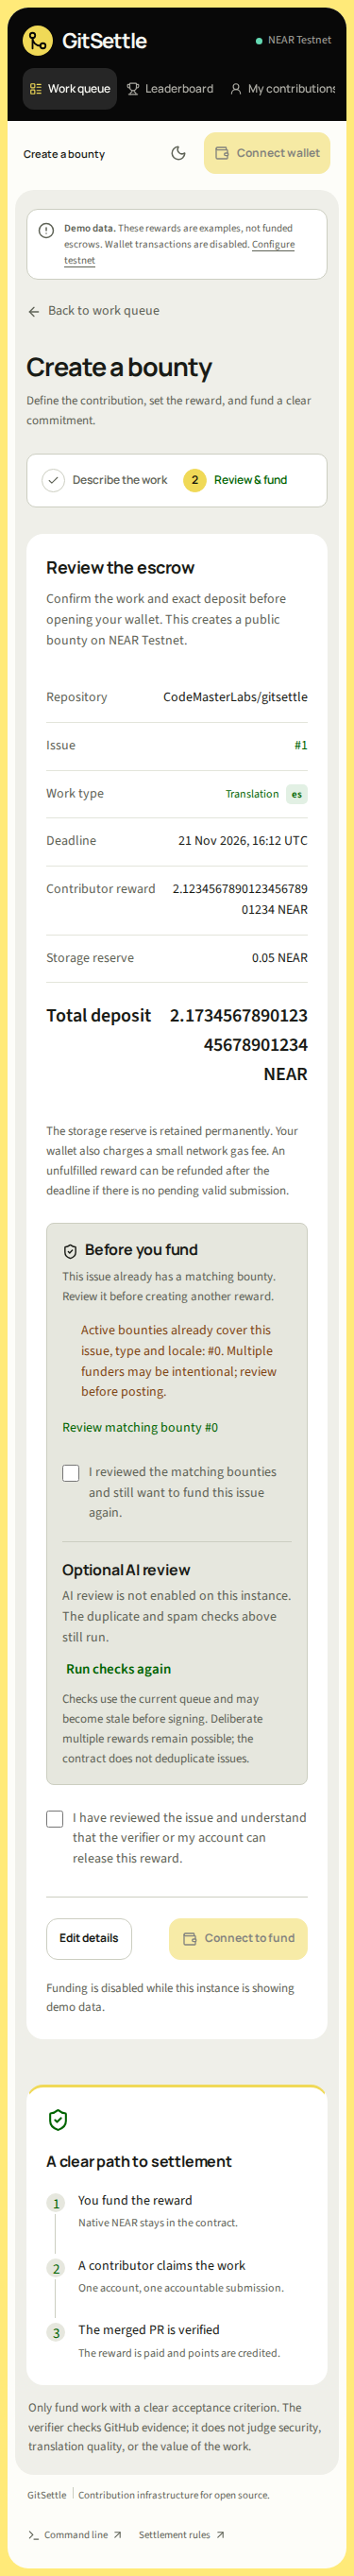 GitSettle
NEAR Testnet
Work queue
Leaderboard
My contributions
Create a bounty
Connect wallet
Demo data. These rewards are examples, not funded
escrows. Wallet transactions are disabled. Configure
testnet
Back to work queue
Create a bounty
Define the contribution, set the reward, and fund a clear
commitment.
Describe the work
2
Review & fund
Review the escrow
Confirm the work and exact deposit before
opening your wallet. This creates a public
bounty on NEAR Testnet.
Repository
CodeMasterLabs/gitsettle
Issue
#1
Work type
Translation
es
Deadline
21 Nov 2026, 16:12 UTC
Contributor reward
2.1234567890123456789
01234 NEAR
Storage reserve
0.05 NEAR
Total deposit
2.1734567890123
45678901234
NEAR
The storage reserve is retained permanently. Your
wallet also charges a small network gas fee. An
unfulfilled reward can be refunded after the
deadline if there is no pending valid submission.
Before you fund
This issue already has a matching bounty.
Review it before creating another reward.
Active bounties already cover this
issue, type and locale: #0. Multiple
funders may be intentional; review
before posting.
Review matching bounty #0
I reviewed the matching bounties
and still want to fund this issue
again.
Optional AI review
AI review is not enabled on this instance.
The duplicate and spam checks above
still run.
Run checks again
Checks use the current queue and may
become stale before signing. Deliberate
multiple rewards remain possible; the
contract does not deduplicate issues.
I have reviewed the issue and understand
that the verifier or my account can
release this reward.
Edit details
Connect to fund
Funding is disabled while this instance is showing
demo data.
A clear path to settlement
1
You fund the reward
Native NEAR stays in the contract.
2
A contributor claims the work
One account, one accountable submission.
3
The merged PR is verified
The reward is paid and points are credited.
Only fund work with a clear acceptance criterion. The
verifier checks GitHub evidence; it does not judge security,
translation quality, or the value of the work.
GitSettle
Contribution infrastructure for open source.
Command line
Settlement rules